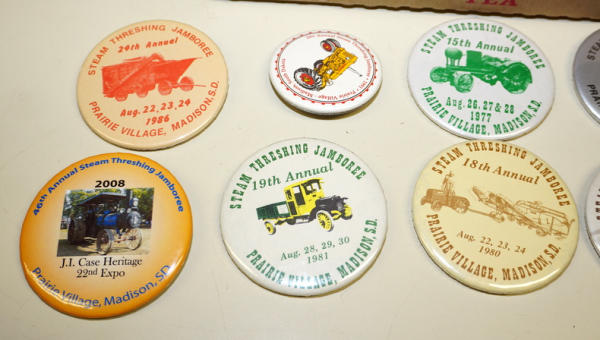 TEA
STEAM THRESHING JAMBOREE
24th Annual
Aug. 22, 23, 24
1986
PRAIRIE VILLAGE, MADISON, S.D.
Prairie Village
STEAM THRESHING JAMBOREE
15th Annual
Aug. 26, 27 & 28
1977
PRAIRIE VILLAGE, MADISON, S.D.
46th Annual Steam Threshing Jamboree
2008
J.I. Case Heritage
22nd Expo
Prairie Village, Madison, SD
STEAM THRESHING JAMBOREE
19th Annual
Aug. 28, 29, 30
1981
PRAIRIE VILLAGE, MADISON, S.D.
STEAM THRESHING JAMBOREE
18th Annual
Aug. 22, 23, 24
1980
PRAIRIE VILLAGE, MADISON, S.D.